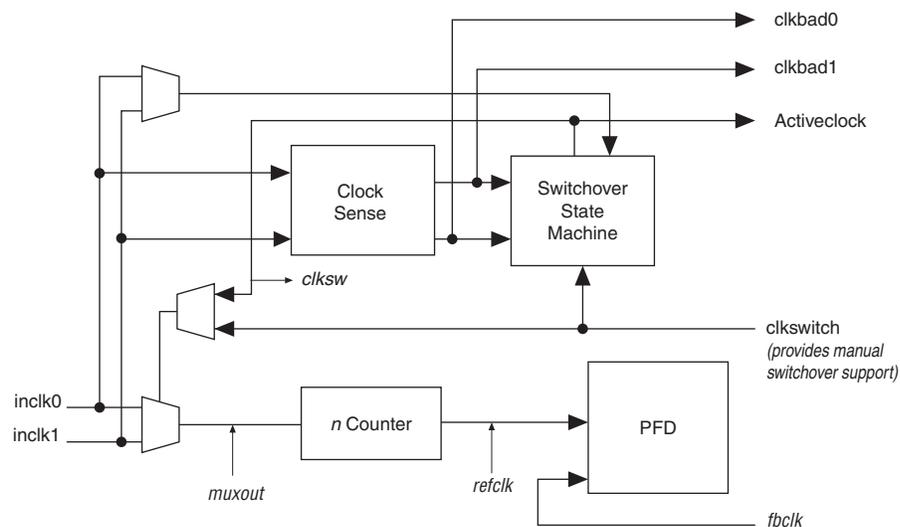 clkbad0
clkbad1
Activeclock
Clock
Sense
Switchover
State
Machine
clksw
clkswitch
(provides manual
switchover support)
inclk0
inclk1
n Counter
PFD
muxout
refclk
fbclk